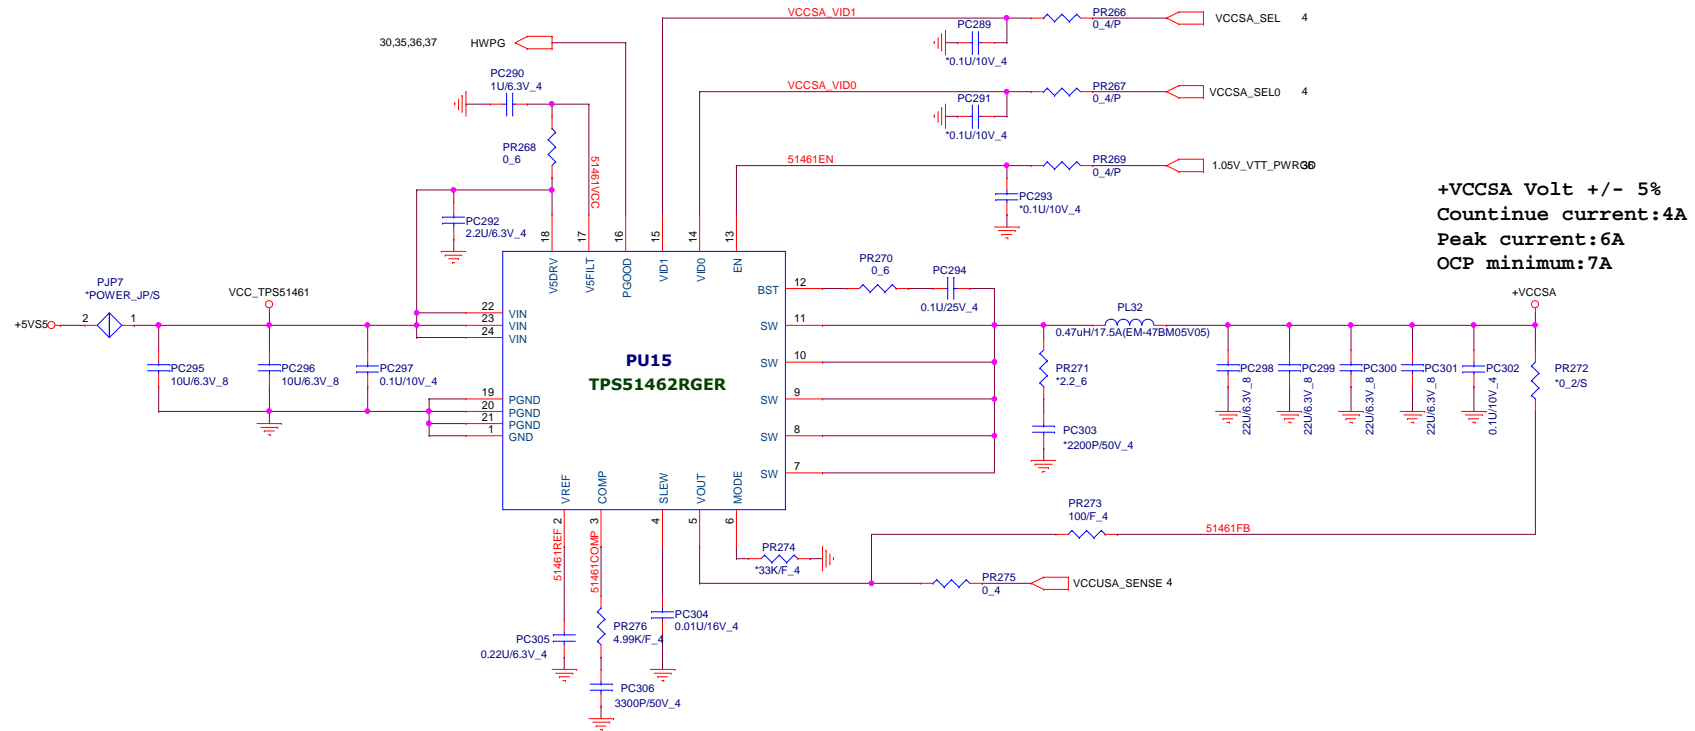 VCCSA_VID1
PC289
*0.1U/10V_4
PR266
0_4/P
VCCSA_SEL 4
30,35,36,37 HWPG
PC290
1U/6.3V_4
VCCSA_VID0
PC291
*0.1U/10V_4
PR267
0_4/P
VCCSA_SEL0 4
PR268
0_6
51461VCC
51461EN
PR269
0_4/P
1.05V_VTT_PWRGD
PC293
*0.1U/10V_4
PC292
2.2U/6.3V_4
+VCCSA Volt +/- 5%
Countinue current:4A
Peak current:6A
OCP minimum:7A
18
17
16
15
14
13
V5DRV
V5FILT
PGOOD
VID1
VID0
EN
PJP7
*POWER_JP/S
VCC_TPS51461
+5VS5
2
1
22 VIN
23 VIN
24 VIN
PU15
TPS51462RGER
BST 12
SW 11
SW 10
SW 9
SW 8
SW 7
PR270
0_6
PC294
0.1U/25V_4
PL32
0.47uH/17.5A(EM-47BM05V05)
+VCCSA
PC295
10U/6.3V_8
PC296
10U/6.3V_8
PC297
0.1U/10V_4
19 PGND
20 PGND
21 PGND
1 GND
PR271
*2.2_6
PC303
*2200P/50V_4
PC298
22U/6.3V_8
PC299
22U/6.3V_8
PC300
22U/6.3V_8
PC301
22U/6.3V_8
PC302
0.1U/10V_4
PR272
*0_2/S
VREF
COMP
SLEW
VOUT
MODE
2
3
4
5
6
51461REF
51461COMP
PR273
100/F_4
51461FB
PR274
*33K/F_4
PR275
0_4
VCCUSA_SENSE 4
PC305
0.22U/6.3V_4
PR276
4.99K/F_4
PC304
0.01U/16V_4
PC306
3300P/50V_4